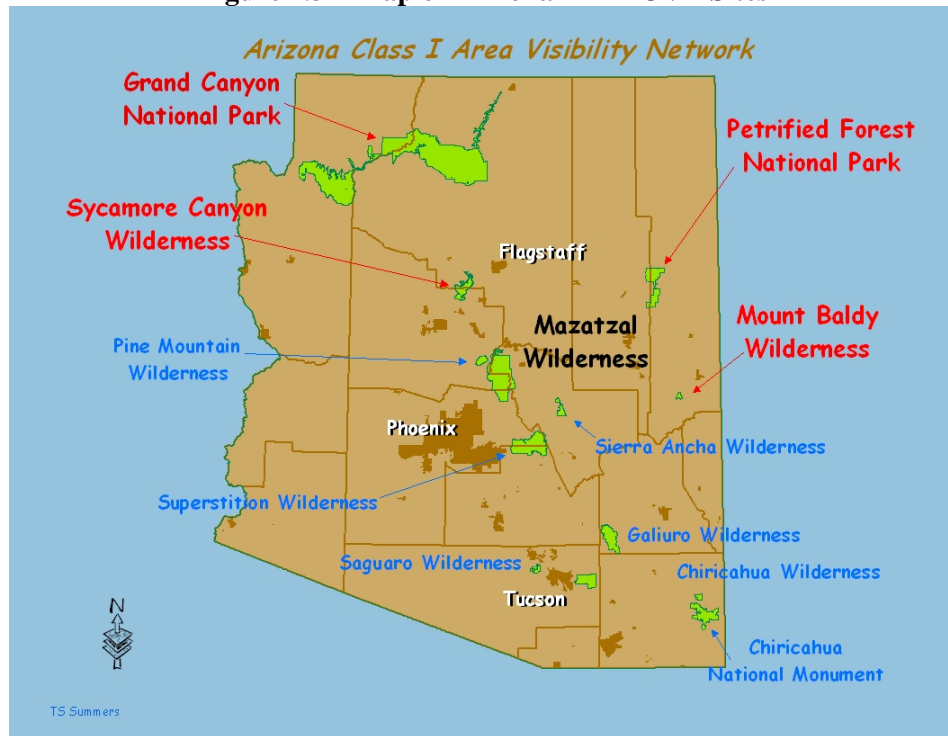 Arizona Class I Area Visibility Network
Grand Canyon
National Park
Petrified Forest
National Park
Sycamore Canyon
Wilderness
Flagstaff
Mazatzal
Wilderness
Mount Baldy
Wilderness
Pine Mountain
Wilderness
Phoenix
Sierra Ancha Wilderness
Superstition Wilderness
Galiuro Wilderness
Saguaro Wilderness
Chiricahua Wilderness
Tucson
N
Chiricahua
National Monument
TS Summers